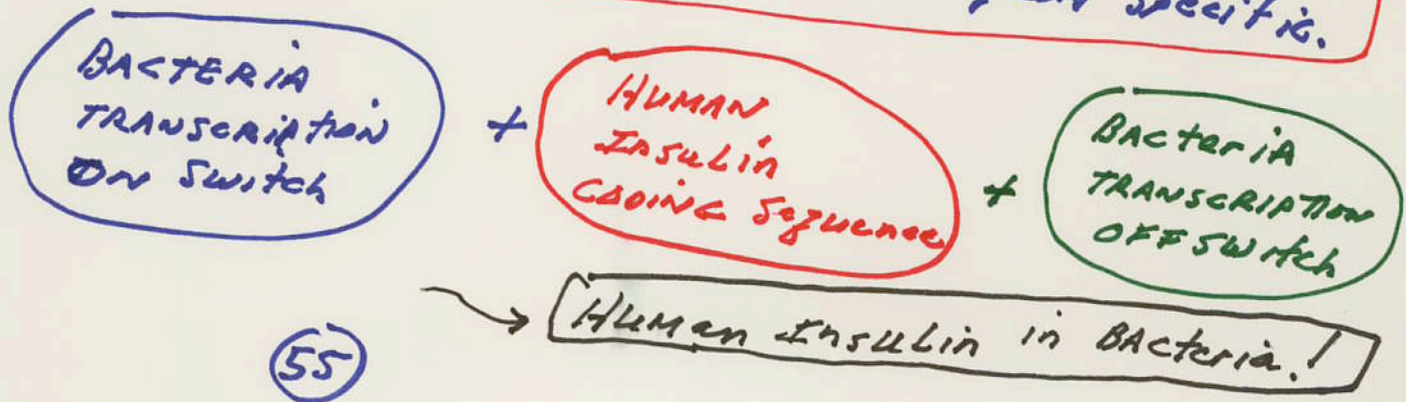 specific.
BACTERIA
TRANSCRIPTION
ON Switch
+
HUMAN
Insulin
CODING Sequence
+
BACteriA
TRANSCRIPTION
OFF SWitch
→ Human Insulin in BActeria!
55